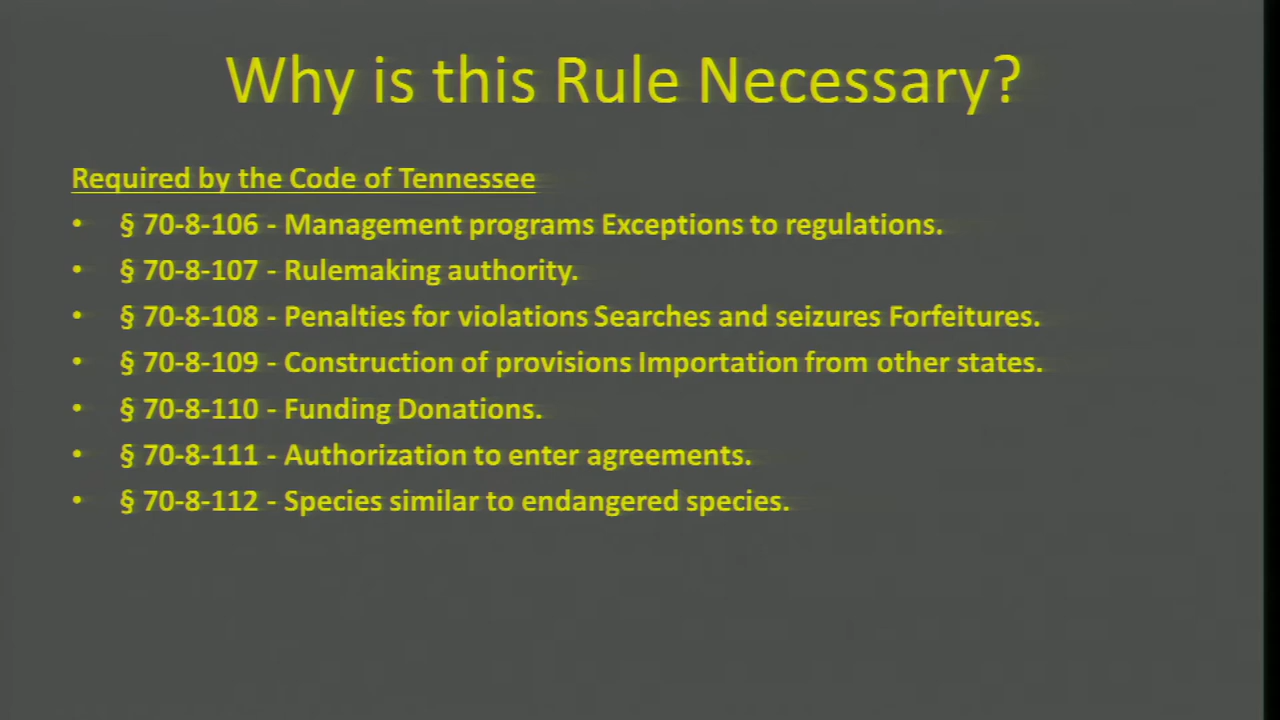 Why is this Rule Necessary?
Required by the Code of Tennessee
• § 70-8-106 - Management programs Exceptions to regulations.
• § 70-8-107 - Rulemaking authority.
• § 70-8-108 - Penalties for violations Searches and seizures Forfeitures.
• § 70-8-109 - Construction of provisions Importation from other states.
• § 70-8-110 - Funding Donations.
• § 70-8-111 - Authorization to enter agreements.
• § 70-8-112 - Species similar to endangered species.